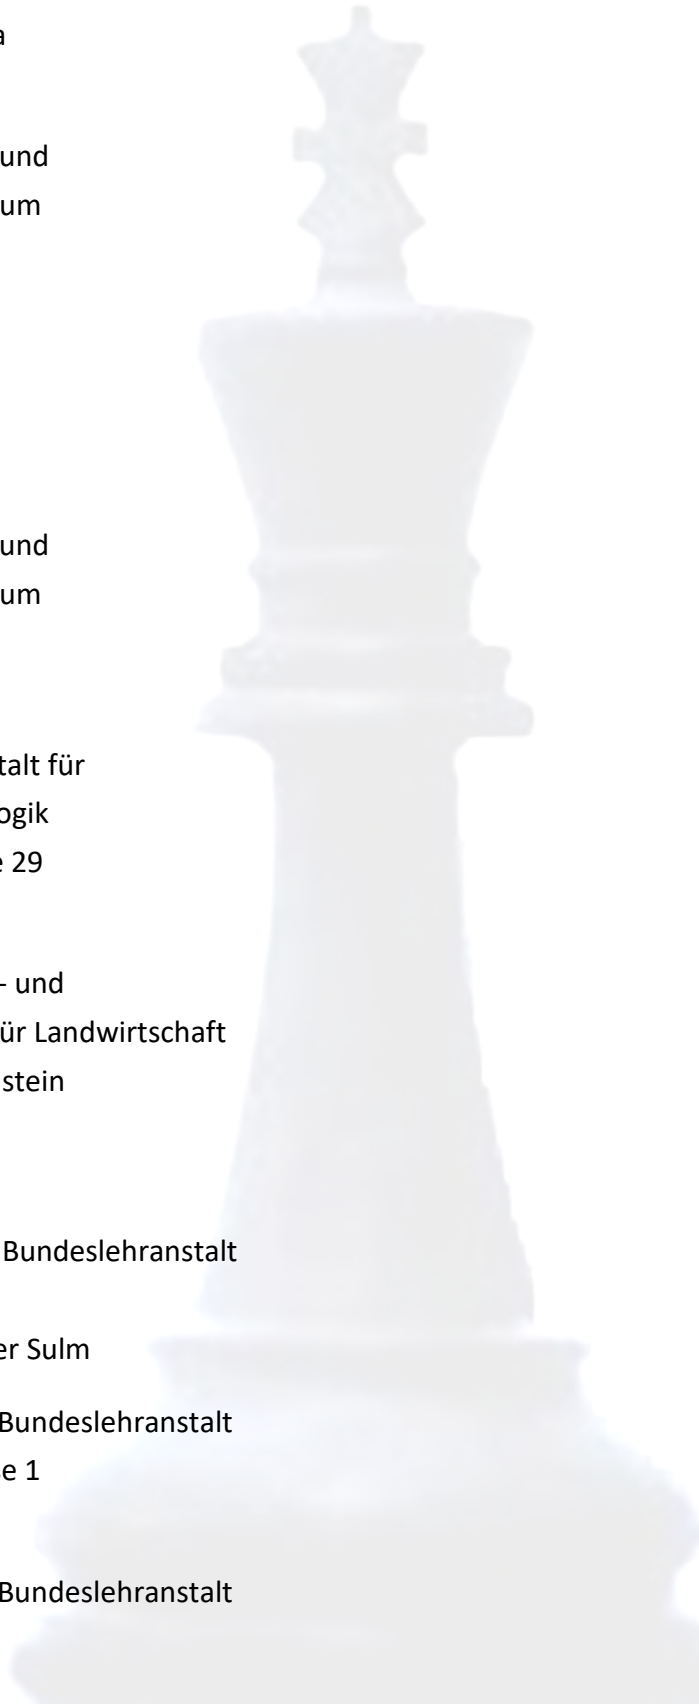 a
und
um
und
um
talt für
ogik
e 29
- und
ür Landwirtschaft
stein
Bundeslehranstalt
er Sulm
Bundeslehranstalt
e 1
Bundeslehranstalt